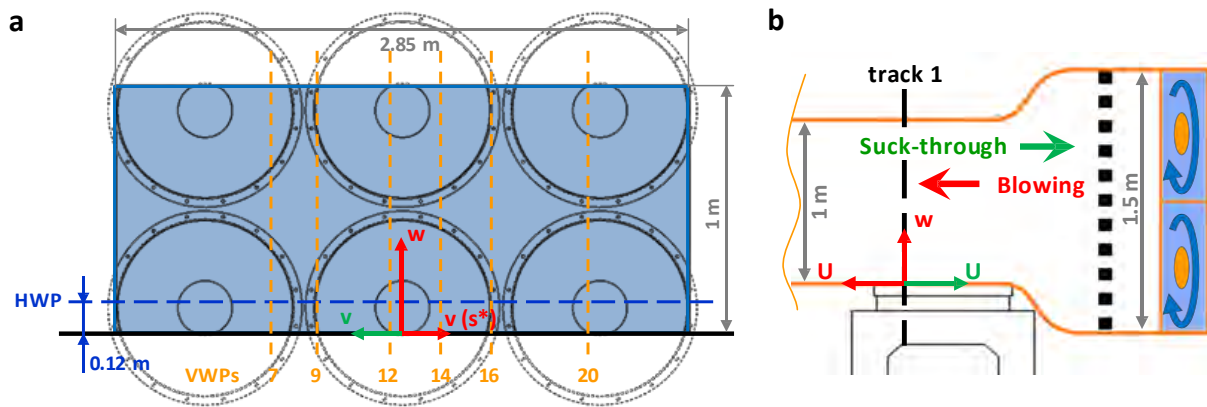 a
2.85 m
1 m
HWP
w
v
v (s*)
0.12 m
VWPs 7 9 12 14 16 20
b
track 1
Suck-through
Blowing
1 m
1.5 m
w
U
U